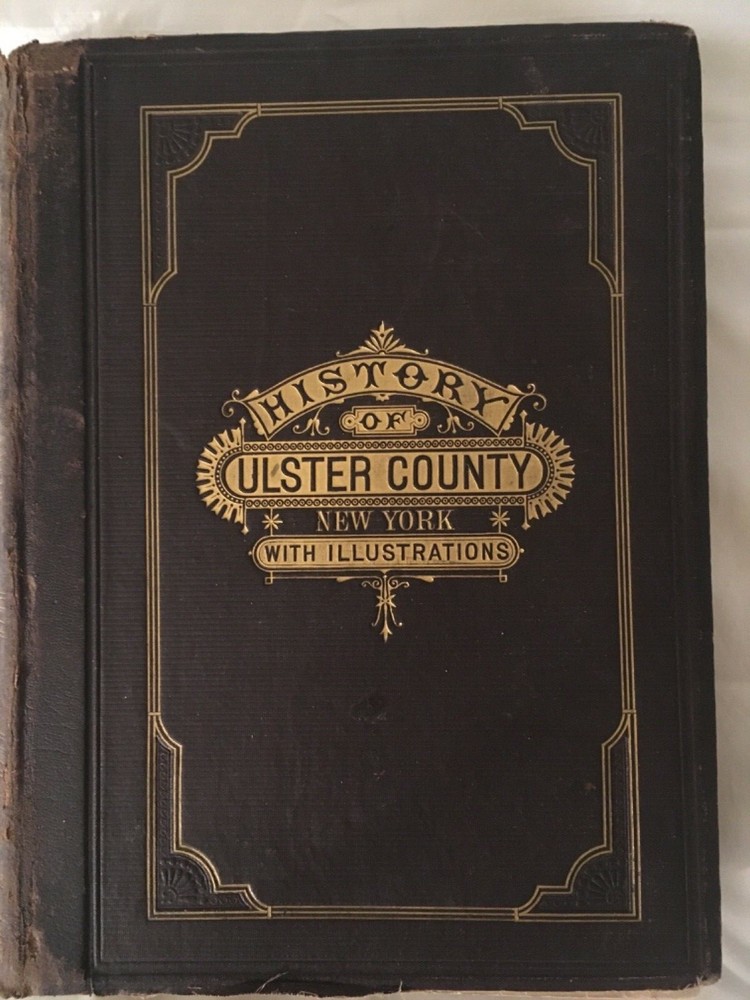 HISTORY
OF
ULSTER COUNTY
NEW YORK
WITH ILLUSTRATIONS